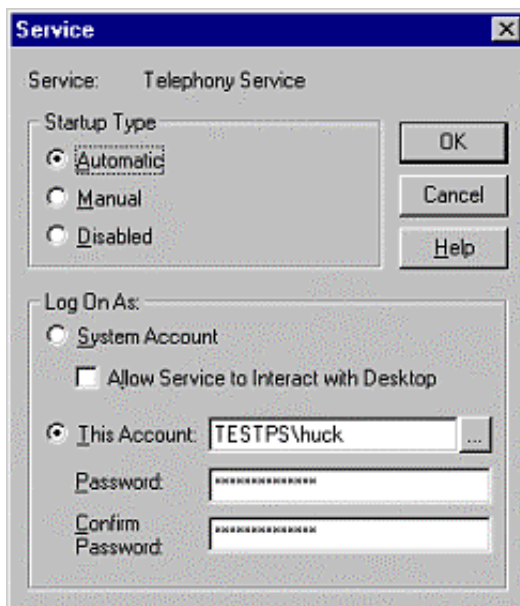 Service
Service: Telephony Service
Startup Type
Automatic
Manual
Disabled
OK
Cancel
Help
Log On As:
System Account
Allow Service to Interact with Desktop
This Account: TESTPS\huck ...
Password: **************
Confirm
Password: **************